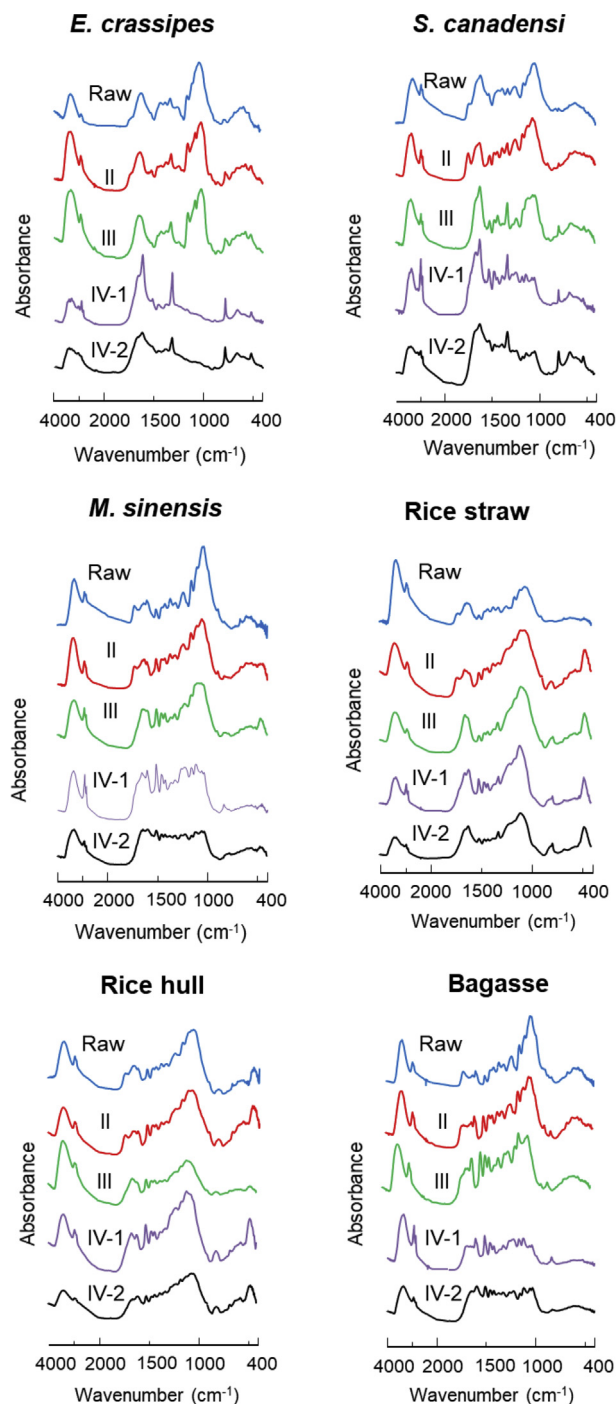 E. crassipes
Raw
II
III
IV-1
IV-2
Absorbance
4000 2000 1500 1000 400
Wavenumber (cm⁻¹)
S. canadensi
Raw
II
III
IV-1
IV-2
Absorbance
4000 2000 1500 1000 400
Wavenumber (cm⁻¹)
M. sinensis
Raw
II
III
IV-1
IV-2
Absorbance
4000 2000 1500 1000 400
Wavenumber (cm⁻¹)
Rice straw
Raw
II
III
IV-1
IV-2
Absorbance
4000 2000 1500 1000 400
Wavenumber (cm⁻¹)
Rice hull
Raw
II
III
IV-1
IV-2
Absorbance
4000 2000 1500 1000 400
Wavenumber (cm⁻¹)
Bagasse
Raw
II
III
IV-1
IV-2
Absorbance
4000 2000 1500 1000 400
Wavenumber (cm⁻¹)